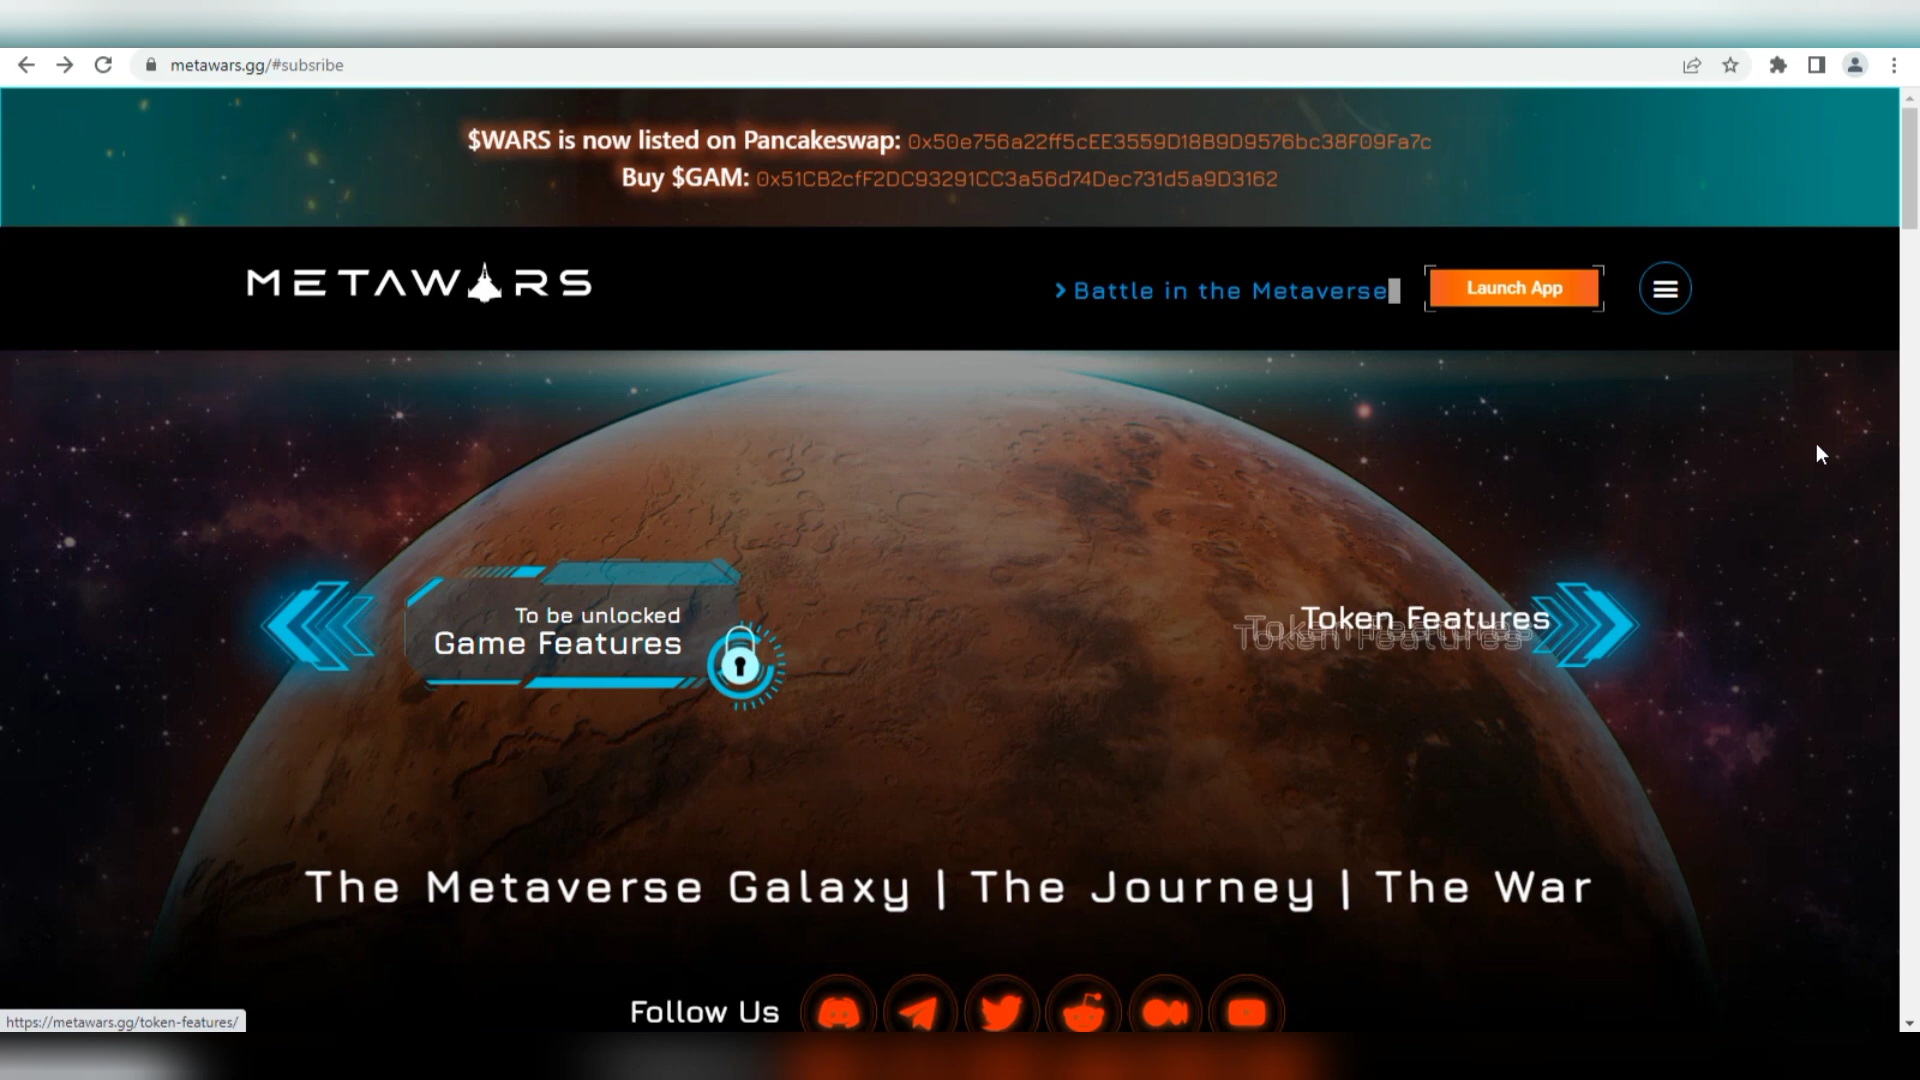 metawars.gg/#subsribe
$WARS is now listed on Pancakeswap: 0x50e756a22ff5cEE3559D18B9D9576bc38F09Fa7c
Buy $GAM: 0x51CB2cfF2DC93291CC3a56d74Dec731d5a9D3162
METAWARS
Battle in the Metaverse
Launch App
To be unlocked
Game Features
Token Features
The Metaverse Galaxy | The Journey | The War
Follow Us
https://metawars.gg/token-features/